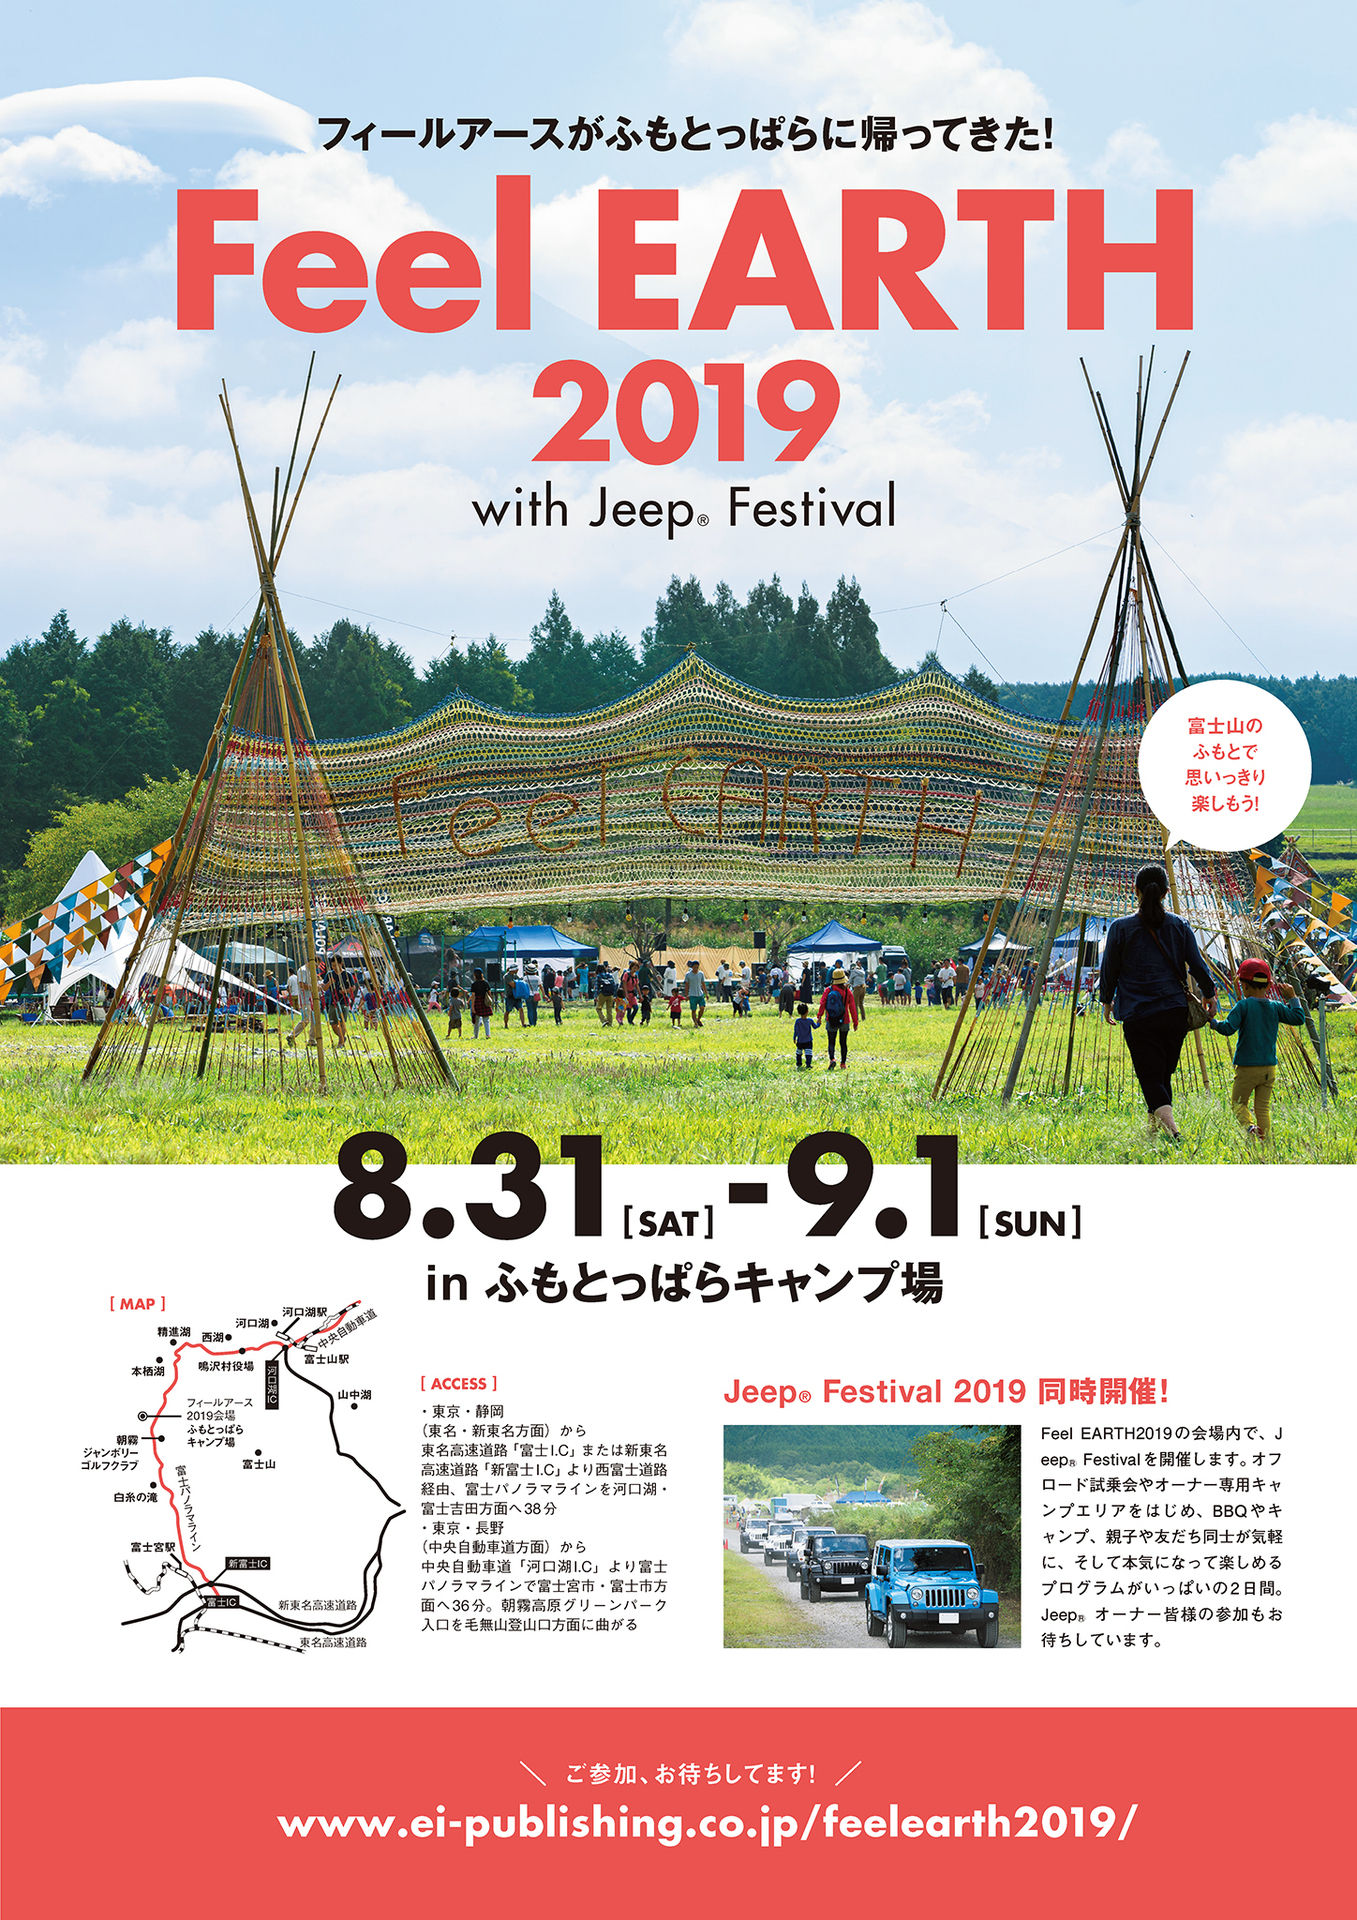 フィールアースがふもとっぱらに帰ってきた!
Feel EARTH
2019
with Jeep® Festival
Feel EARTH
富士山の
ふもとで
思いっきり
楽しもう!
8.31[SAT]-9.1[SUN]
in ふもとっぱらキャンプ場
[ MAP ]
河口湖駅
河口湖
中央自動車道
精進湖
西湖
本栖湖
鳴沢村役場
富士山駅
河口湖IC
山中湖
フィールアース
2019会場
ふもとっぱら
キャンプ場
朝霧
ジャンボリー
ゴルフクラブ
富士山
白糸の滝
富士パノラマライン
富士宮駅
新富士IC
富士IC
新東名高速道路
東名高速道路
[ ACCESS ]
・東京・静岡
(東名・新東名方面)から
東名高速道路「富士I.C」または新東名
高速道路「新富士I.C」より西富士道路
経由、富士パノラマラインを河口湖・
富士吉田方面へ38分
・東京・長野
(中央自動車道方面)から
中央自動車道「河口湖I.C」より富士
パノラマラインで富士宮市・富士市方
面へ36分。朝霧高原グリーンパーク
入口を毛無山登山口方面に曲がる
Jeep® Festival 2019 同時開催!
Feel EARTH2019の会場内で、J
eep® Festivalを開催します。オフ
ロード試乗会やオーナー専用キャ
ンプエリアをはじめ、BBQやキ
ャンプ、親子や友だち同士が気軽
に、そして本気になって楽しめる
プログラムがいっぱいの2日間。
Jeep® オーナー皆様の参加もお
待ちしています。
＼ ご参加、お待ちしてます! ／
www.ei-publishing.co.jp/feelearth2019/